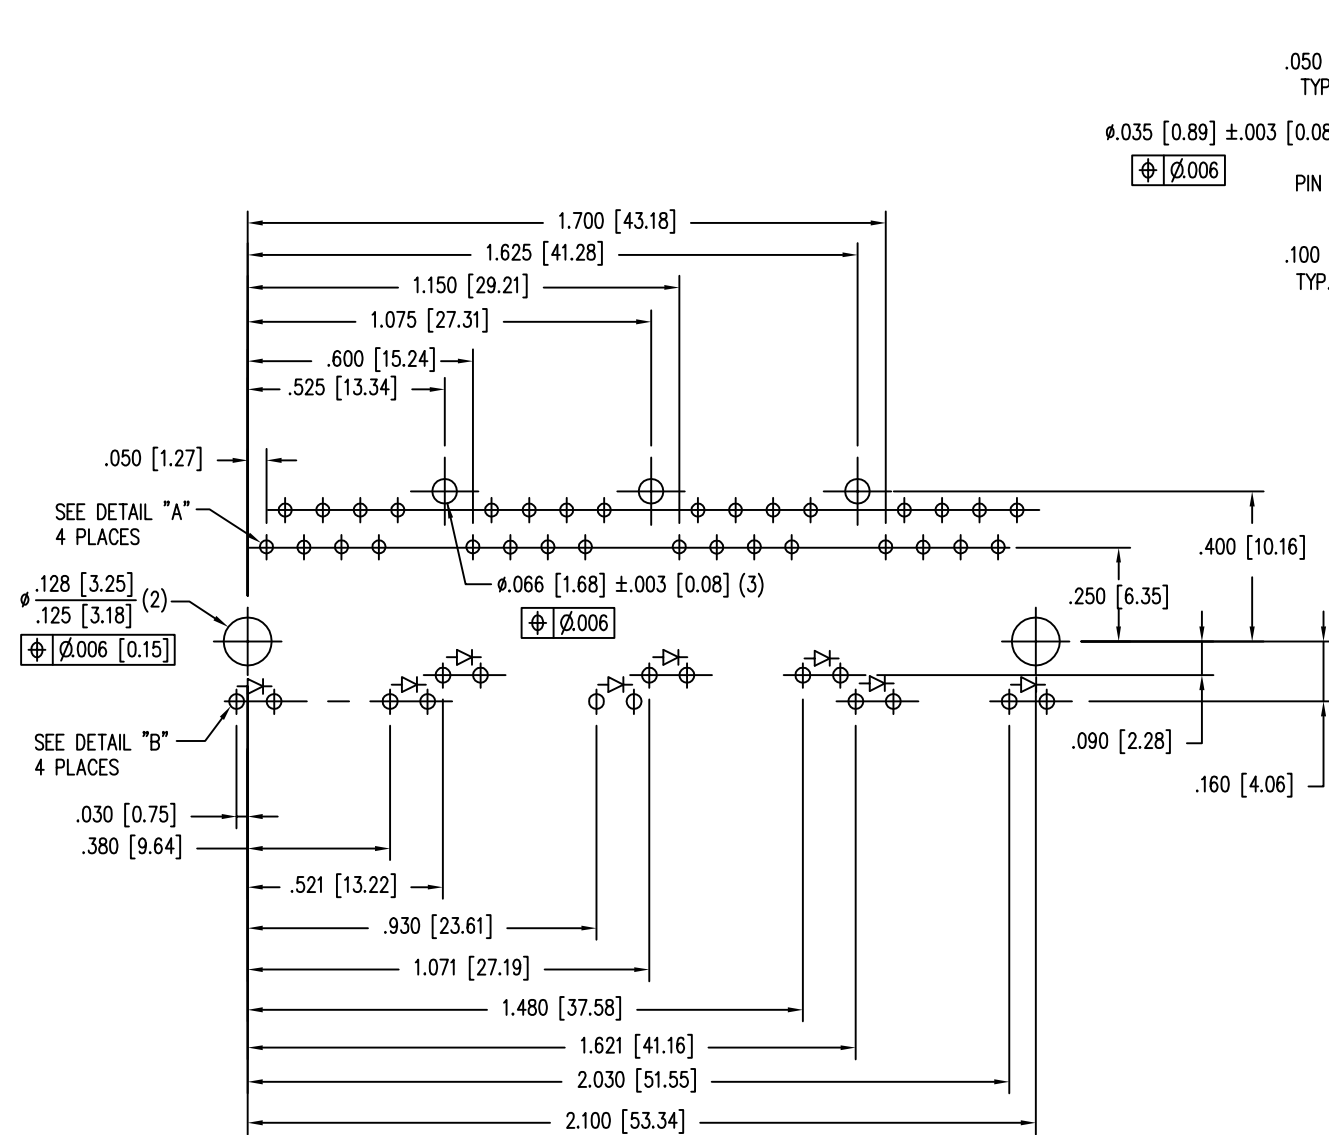 .050
TYP
ø.035 [0.89] ±.003 [0.08
⌖ Ø.006
PIN
1.700 [43.18]
1.625 [41.28]
.100
TYP.
1.150 [29.21]
1.075 [27.31]
.600 [15.24]
.525 [13.34]
.050 [1.27]
SEE DETAIL "A"
4 PLACES
.400 [10.16]
ø.066 [1.68] ±.003 [0.08] (3)
⌖ Ø.006
ø .128 [3.25]
.125 [3.18] (2)
⌖ Ø.006 [0.15]
.250 [6.35]
SEE DETAIL "B"
4 PLACES
.090 [2.28]
.160 [4.06]
.030 [0.75]
.380 [9.64]
.521 [13.22]
.930 [23.61]
1.071 [27.19]
1.480 [37.58]
1.621 [41.16]
2.030 [51.55]
2.100 [53.34]